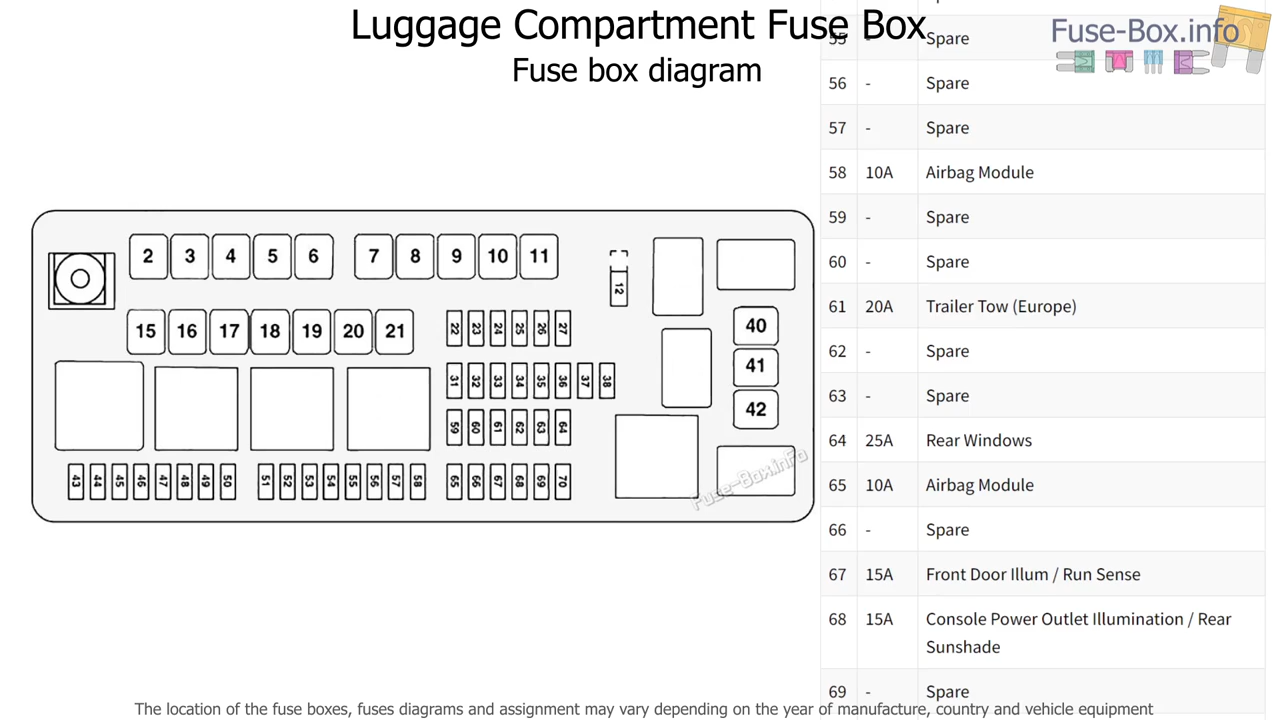 Luggage Compartment Fuse Box
Fuse box diagram
Fuse-Box.info
2 3 4 5 6 7 8 9 10 11
12
15 16 17 18 19 20 21
22 23 24 25 26 27
40
31 32 33 34 35 36 37 38
41
42
59 60 61 62 63 64
43 44 45 46 47 48 49 50 51 52 53 54 55 56 57 58 65 66 67 68 69 70
Fuse-Box.info
55 - Spare
56 - Spare
57 - Spare
58 10A Airbag Module
59 - Spare
60 - Spare
61 20A Trailer Tow (Europe)
62 - Spare
63 - Spare
64 25A Rear Windows
65 10A Airbag Module
66 - Spare
67 15A Front Door Illum / Run Sense
68 15A Console Power Outlet Illumination / Rear
Sunshade
69 - Spare
The location of the fuse boxes, fuses diagrams and assignment may vary depending on the year of manufacture, country and vehicle equipment